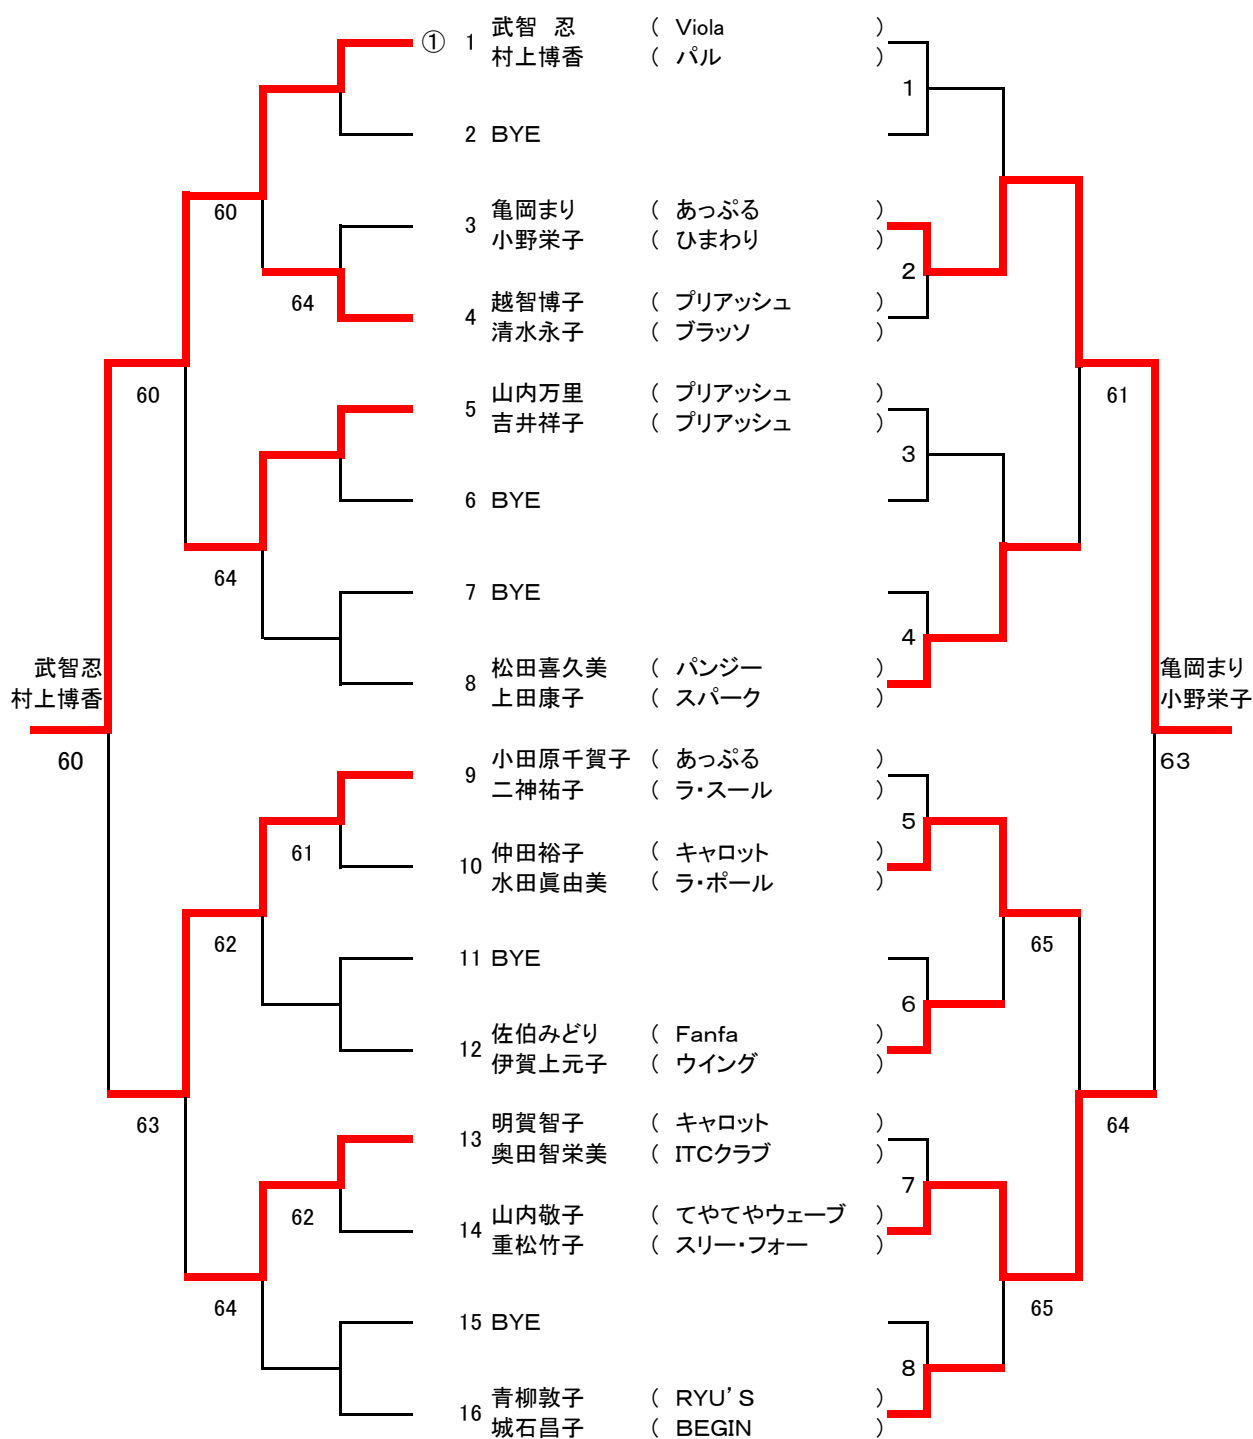 ① 1 武智 忍 ( Viola )
村上博香 ( パル )
1
2 BYE
60
3 亀岡まり ( あっぷる )
小野栄子 ( ひまわり )
2
64
4 越智博子 ( プリアッシュ )
清水永子 ( ブラッソ )
60
5 山内万里 ( プリアッシュ )
吉井祥子 ( プリアッシュ )
61
3
6 BYE
64
7 BYE
4
武智忍
村上博香
60
8 松田喜久美 ( パンジー )
上田康子 ( スパーク )
亀岡まり
小野栄子
63
9 小田原千賀子 ( あっぷる )
二神祐子 ( ラ・スール )
5
61
10 仲田裕子 ( キャロット )
水田眞由美 ( ラ・ポール )
62
65
11 BYE
6
12 佐伯みどり ( Fanfa )
伊賀上元子 ( ウイング )
63
64
13 明賀智子 ( キャロット )
奥田智栄美 ( ITCクラブ )
7
62
14 山内敬子 ( てやてやウェーブ )
重松竹子 ( スリー・フォー )
64
65
15 BYE
8
16 青柳敦子 ( RYU'S )
城石昌子 ( BEGIN )